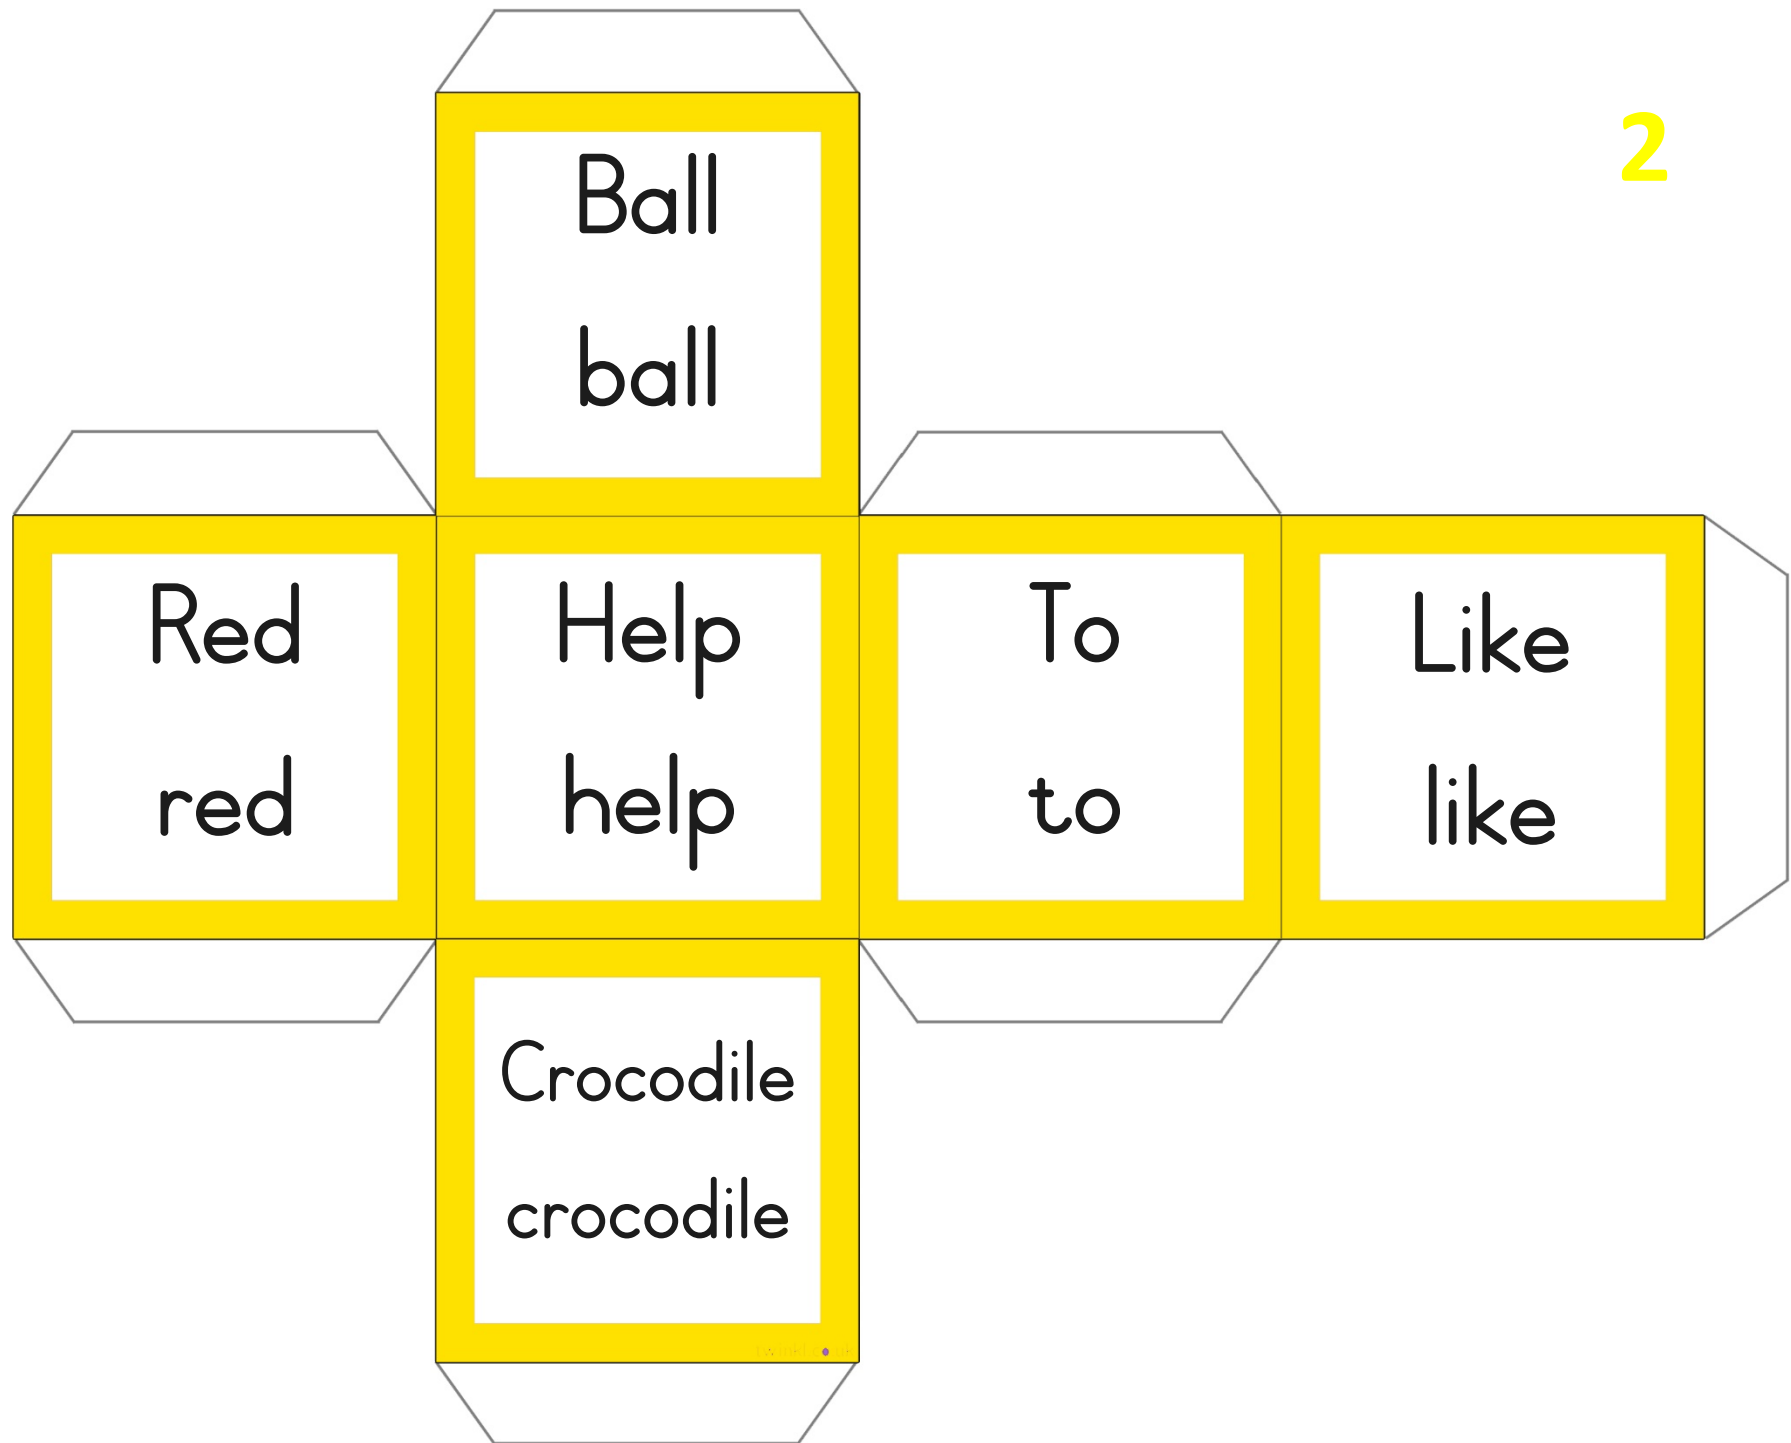 2
Ball
ball
Red
red
Help
help
To
to
Like
like
Crocodile
crocodile